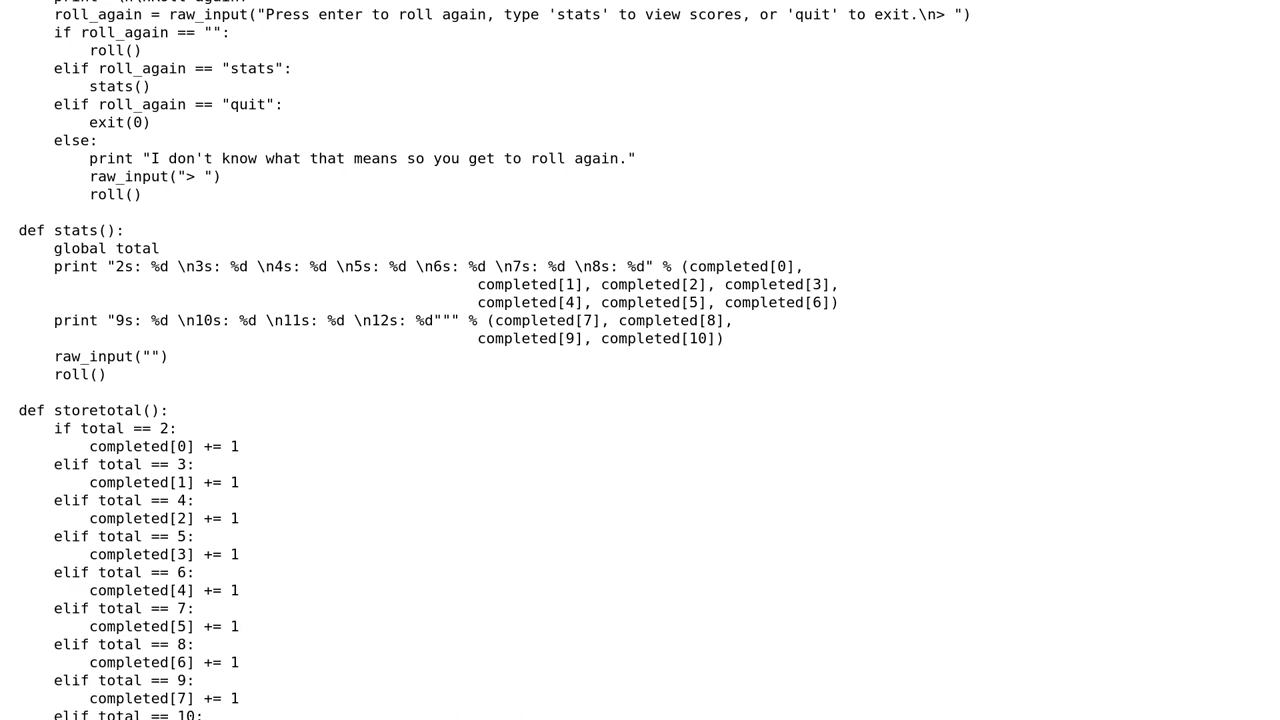 roll_again = raw_input("Press enter to roll again, type 'stats' to view scores, or 'quit' to exit.\n> ")
    if roll_again == "":
        roll()
    elif roll_again == "stats":
        stats()
    elif roll_again == "quit":
        exit(0)
    else:
        print "I don't know what that means so you get to roll again."
        raw_input("> ")
        roll()

def stats():
    global total
    print "2s: %d \n3s: %d \n4s: %d \n5s: %d \n6s: %d \n7s: %d \n8s: %d" % (completed[0],
                                                    completed[1], completed[2], completed[3],
                                                    completed[4], completed[5], completed[6])
    print "9s: %d \n10s: %d \n11s: %d \n12s: %d""" % (completed[7], completed[8],
                                                    completed[9], completed[10])
    raw_input("")
    roll()

def storetotal():
    if total == 2:
        completed[0] += 1
    elif total == 3:
        completed[1] += 1
    elif total == 4:
        completed[2] += 1
    elif total == 5:
        completed[3] += 1
    elif total == 6:
        completed[4] += 1
    elif total == 7:
        completed[5] += 1
    elif total == 8:
        completed[6] += 1
    elif total == 9:
        completed[7] += 1
    elif total == 10: